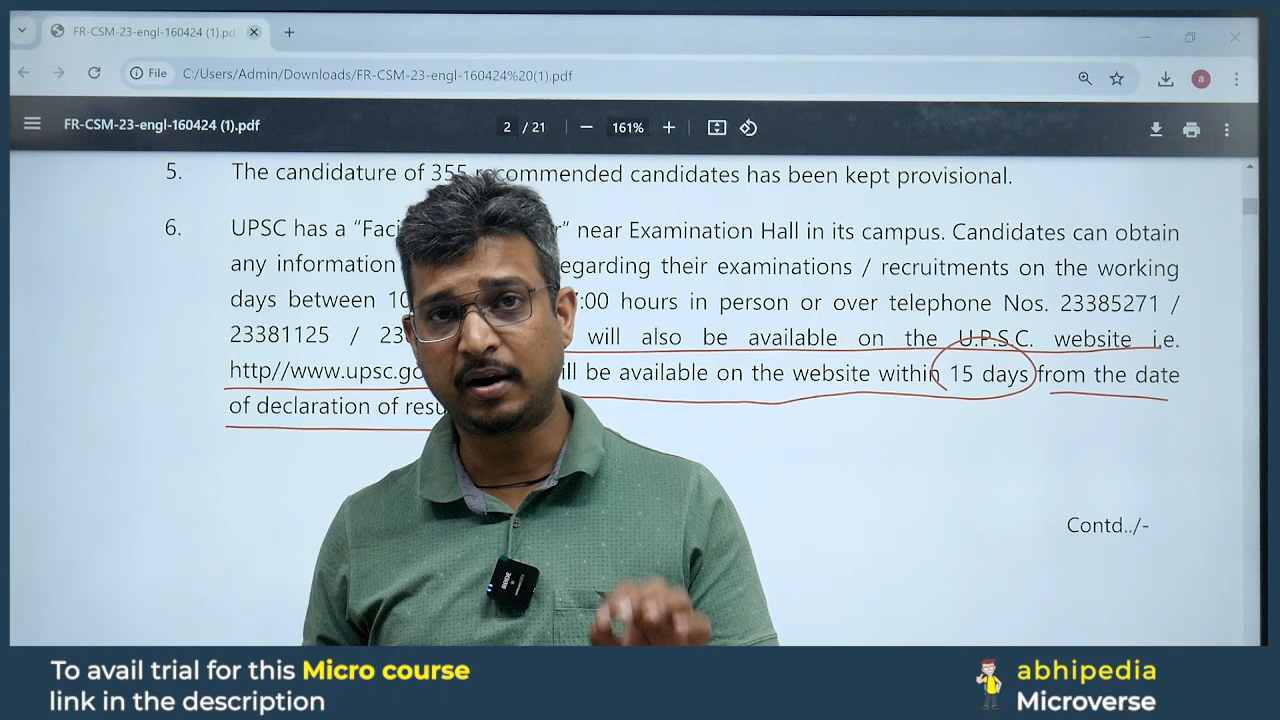 FR-CSM-23-engl-160424 (1).pd
File C:/Users/Admin/Downloads/FR-CSM-23-engl-160424%20(1).pdf
a
FR-CSM-23-engl-160424 (1).pdf 2 / 21 161%
5. The candidature of 355 recommended candidates has been kept provisional.
6. UPSC has a “Faci ” near Examination Hall in its campus. Candidates can obtain
any information egarding their examinations / recruitments on the working
days between 10 7:00 hours in person or over telephone Nos. 23385271 /
23381125 / 23 will also be available on the U.P.S.C. website i.e.
http//www.upsc.go ill be available on the website within 15 days from the date
of declaration of resu
Contd../-
RODE
To avail trial for this Micro course
link in the description
abhipedia
Microverse